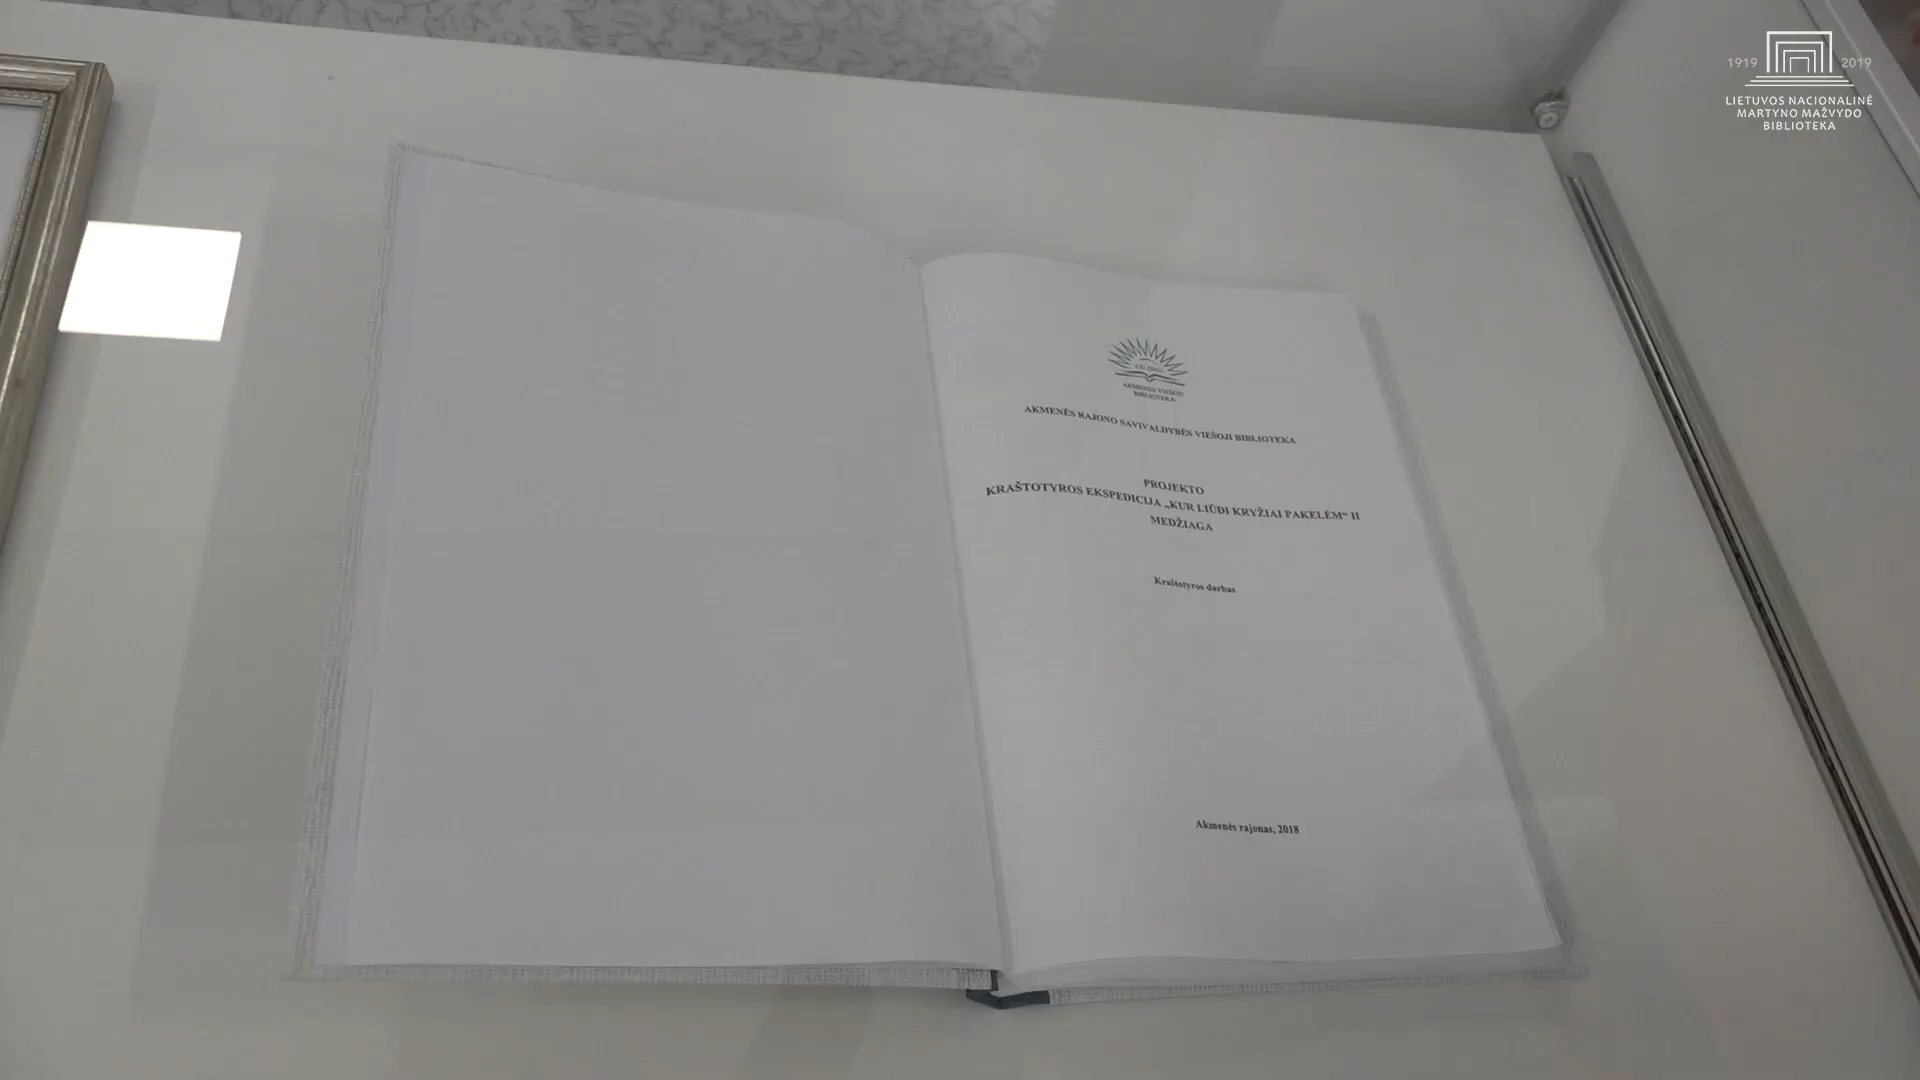 1919 2019
LIETUVOS NACIONALINĖ
MARTYNO MAŽVYDO
BIBLIOTEKA
AKMENĖS VIEŠOJI
BIBLIOTEKA
AKMENĖS RAJONO SAVIVALDYBĖS VIEŠOJI BIBLIOTEKA
PROJEKTO
KRAŠTOTYROS EKSPEDICIJA „KUR LIŪDI KRYŽIAI PAKELĖM“ II
MEDŽIAGA
Kraštotyros darbas
Akmenės rajonas, 2018